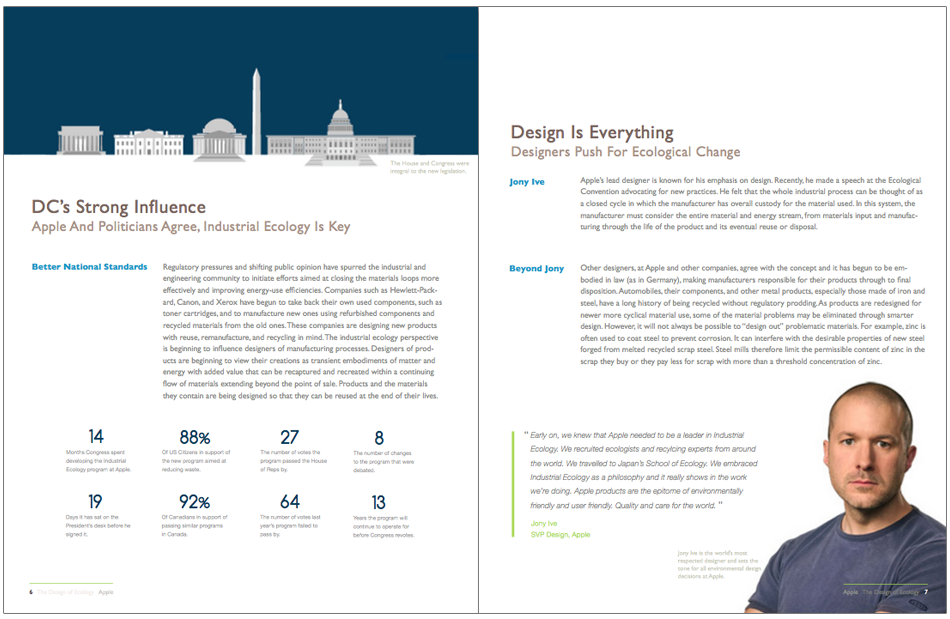 The House and Congress were
integral to the new legislation.
DC's Strong Influence
Apple And Politicians Agree, Industrial Ecology Is Key
Better National Standards
Regulatory pressures and shifting public opinion have spurred the industrial and
engineering community to initiate efforts aimed at closing the materials loops more
effectively and improving energy-use efficiencies. Companies such as Hewlett-Pack-
ard, Canon, and Xerox have begun to take back their own used components, such as
toner cartridges, and to manufacture new ones using refurbished components and
recycled materials from the old ones. These companies are designing new products
with reuse, remanufacture, and recycling in mind. The industrial ecology perspective
is beginning to influence designers of manufacturing processes. Designers of prod-
ucts are beginning to view their creations as transient embodiments of matter and
energy with added value that can be recaptured and recreated within a continuing
flow of materials extending beyond the point of sale. Products and the materials
they contain are being designed so that they can be reused at the end of their lives.
14
Months Congress spent
developing the Industrial
Ecology program at Apple.
88%
Of US Citizens in support of
the new program aimed at
reducing waste.
27
The number of votes the
program passed the House
of Reps by.
8
The number of changes
to the program that were
debated.
19
Days it has sat on the
President's desk before he
signed it.
92%
Of Canadians in support of
passing similar programs
in Canada.
64
The number of votes last
year's program failed to
pass by.
13
Years the program will
continue to operate for
before Congress revotes.
6 The Design of Ecology Apple
Design Is Everything
Designers Push For Ecological Change
Jony Ive
Apple's lead designer is known for his emphasis on design. Recently, he made a speech at the Ecological
Convention advocating for new practices. He felt that the whole industrial process can be thought of as
a closed cycle in which the manufacturer has overall custody for the material used. In this system, the
manufacturer must consider the entire material and energy stream, from materials input and manufac-
turing through the life of the product and its eventual reuse or disposal.
Beyond Jony
Other designers, at Apple and other companies, agree with the concept and it has begun to be em-
bodied in law (as in Germany), making manufacturers responsible for their products through to final
disposition. Automobiles, their components, and other metal products, especially those made of iron and
steel, have a long history of being recycled without regulatory prodding. As products are redesigned for
newer more cyclical material use, some of the material problems may be eliminated through smarter
design. However, it will not always be possible to "design out" problematic materials. For example, zinc is
often used to coat steel to prevent corrosion. It can interfere with the desirable properties of new steel
forged from melted recycled scrap steel. Steel mills therefore limit the permissible content of zinc in the
scrap they buy or they pay less for scrap with more than a threshold concentration of zinc.
" Early on, we knew that Apple needed to be a leader in Industrial
Ecology. We recruited ecologists and recylcing experts from around
the world. We travelled to Japan's School of Ecology. We embraced
Industrial Ecology as a philosophy and it really shows in the work
we're doing. Apple products are the epitome of environmentally
friendly and user friendly. Quality and care for the world. "
Jony Ive
SVP Design, Apple
Jony Ive is the world's most
respected designer and sets the
tone for all environmental design
decisions at Apple.
Apple The Design of Ecology 7